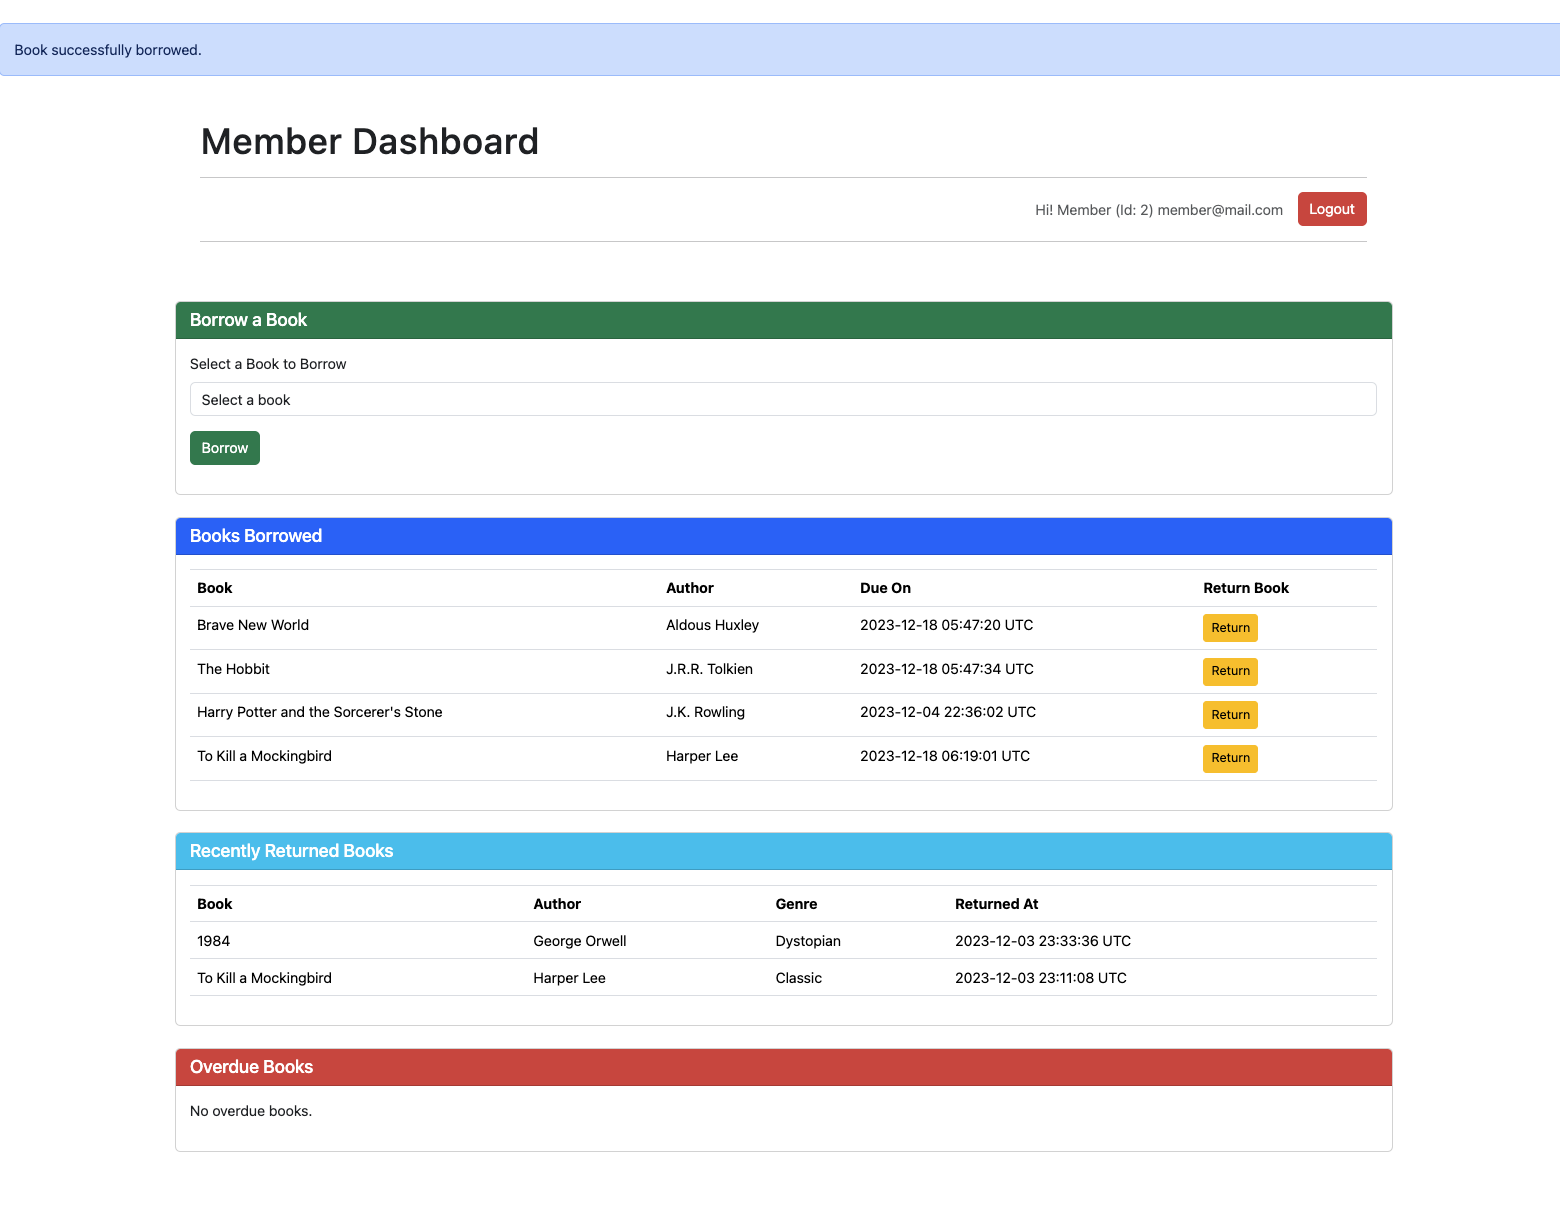 Book successfully borrowed.
Member Dashboard
Hi! Member (Id: 2) member@mail.com Logout
Borrow a Book
Select a Book to Borrow
Select a book
Borrow
Books Borrowed
Book Author Due On Return Book
Brave New World Aldous Huxley 2023-12-18 05:47:20 UTC Return
The Hobbit J.R.R. Tolkien 2023-12-18 05:47:34 UTC Return
Harry Potter and the Sorcerer's Stone J.K. Rowling 2023-12-04 22:36:02 UTC Return
To Kill a Mockingbird Harper Lee 2023-12-18 06:19:01 UTC Return
Recently Returned Books
Book Author Genre Returned At
1984 George Orwell Dystopian 2023-12-03 23:33:36 UTC
To Kill a Mockingbird Harper Lee Classic 2023-12-03 23:11:08 UTC
Overdue Books
No overdue books.